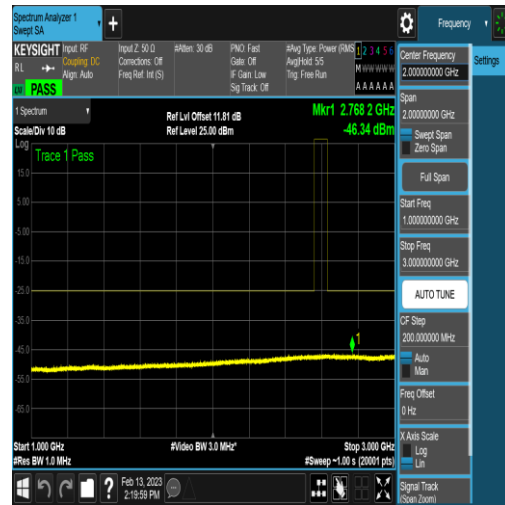 Spectrum Analyzer 1
Swept SA
+
Frequency
KEYSIGHT
RL
PASS
Input: RF
Coupling: DC
Align: Auto
Input Z: 50 Ω
Corrections: Off
Freq Ref: Int (S)
#Atten: 30 dB
PNO: Fast
Gate: Off
IF Gain: Low
Sig Track: Off
#Avg Type: Power (RMS
Avg|Hold: 5/5
Trig: Free Run
1 2 3 4 5 6
M W W W W W
A A A A A A
1 Spectrum
Scale/Div 10 dB
Ref Lvl Offset 11.81 dB
Ref Level 25.00 dBm
Mkr1 2.768 2 GHz
-46.34 dBm
Log
Trace 1 Pass
15.0
5.00
-5.00
-15.0
-25.0
-35.0
1
-45.0
-55.0
-65.0
Start 1.000 GHz
#Res BW 1.0 MHz
#Video BW 3.0 MHz*
Stop 3.000 GHz
#Sweep ~1.00 s (20001 pts)
Feb 13, 2023
2:19:59 PM
?
Center Frequency
2.000000000 GHz
Settings
Span
2.00000000 GHz
Swept Span
Zero Span
Full Span
Start Freq
1.000000000 GHz
Stop Freq
3.000000000 GHz
AUTO TUNE
CF Step
200.000000 MHz
Auto
Man
Freq Offset
0 Hz
X Axis Scale
Log
Lin
Signal Track
(Span Zoom)